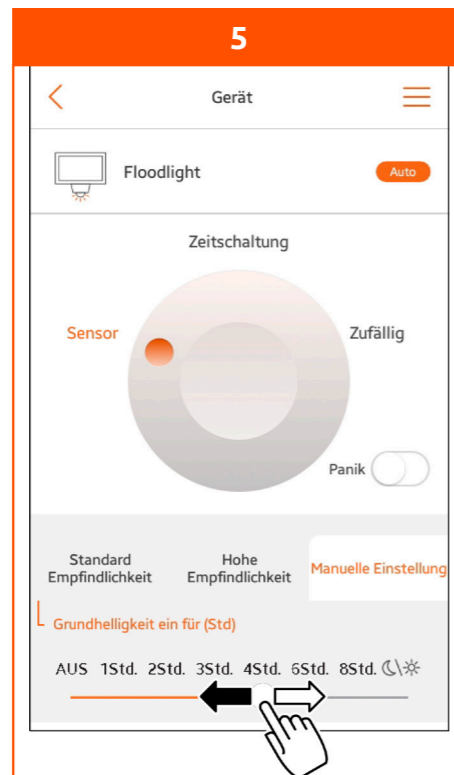 5
Gerät
Floodlight
Auto
Zeitschaltung
Sensor
Zufällig
Panik
Standard
Empfindlichkeit
Hohe
Empfindlichkeit
Manuelle Einstellung
Grundhelligkeit ein für (Std)
AUS 1Std. 2Std. 3Std. 4Std. 6Std. 8Std.